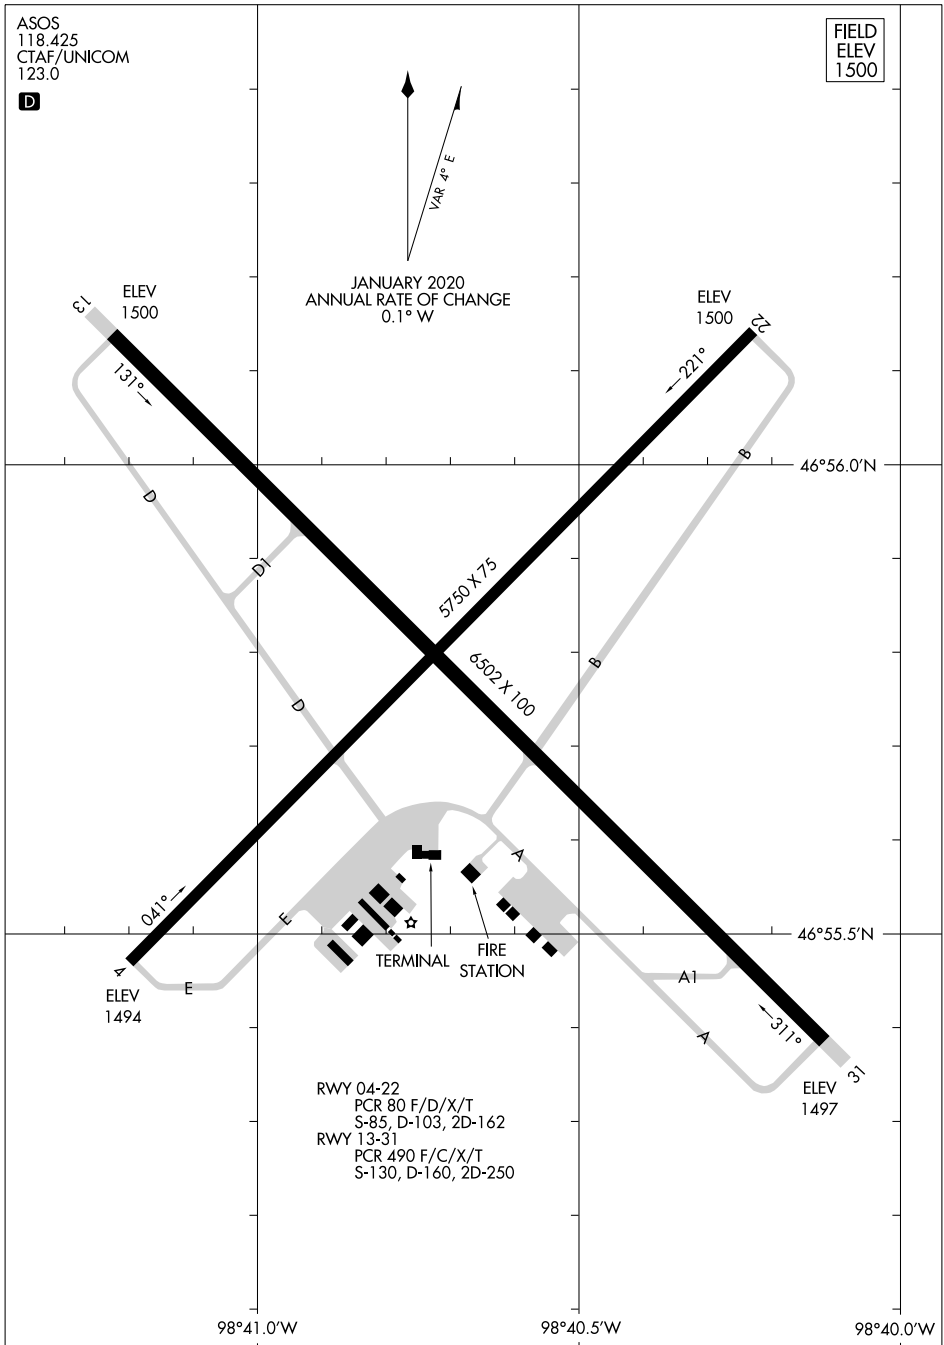 ASOS
118.425
CTAF/UNICOM
123.0
D
FIELD
ELEV
1500
VAR 4° E
JANUARY 2020
ANNUAL RATE OF CHANGE
0.1° W
13
ELEV
1500
131°
ELEV
1500
22
221°
46°56.0'N
B
D
D1
5750 X 75
6502 X 100
B
D
A
041°
E
TERMINAL
FIRE
STATION
46°55.5'N
4
E
ELEV
1494
A1
A
311°
31
ELEV
1497
RWY 04-22
PCR 80 F/D/X/T
S-85, D-103, 2D-162
RWY 13-31
PCR 490 F/C/X/T
S-130, D-160, 2D-250
98°41.0'W
98°40.5'W
98°40.0'W